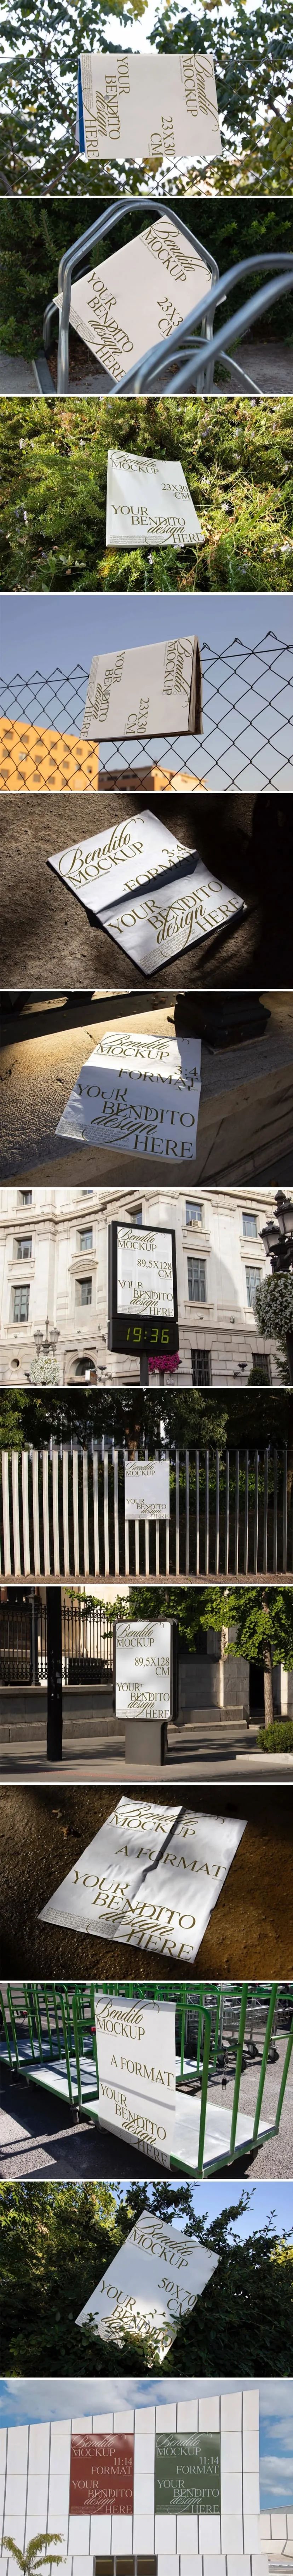 Bendito
MOCKUP
23X30
CM
YOUR
BENDITO
design
HERE
Bendito
MOCKUP
YOUR
BENDITO
design
HERE
Bendito
MOCKUP
23X30
CM
YOUR
BENDITO
design
HERE
Bendito
MOCKUP
23X30
CM
YOUR
BENDITO
design
HERE
Bendito
MOCKUP
3:4
FORMAT
YOUR
BENDITO
design
HERE
Bendito
MOCKUP
3:4
FORMAT
YOUR
BENDITO
design
HERE
Bendito
MOCKUP
89,5X128
CM
YOUR
BENDITO
design
HERE
19:36
Bendito
MOCKUP
YOUR
BENDITO
design
HERE
Bendito
MOCKUP
89,5X128
CM
YOUR
BENDITO
design
HERE
Bendito
MOCKUP
A FORMAT
YOUR
BENDITO
design
HERE
Bendito
MOCKUP
A FORMAT
YOUR
BENDITO
design
HERE
Bendito
MOCKUP
50X70
CM
YOUR
BENDITO
Bendito
MOCKUP
11:14
FORMAT
YOUR
BENDITO
design
HERE
Bendito
MOCKUP
11:14
FORMAT
YOUR
BENDITO
design
HERE